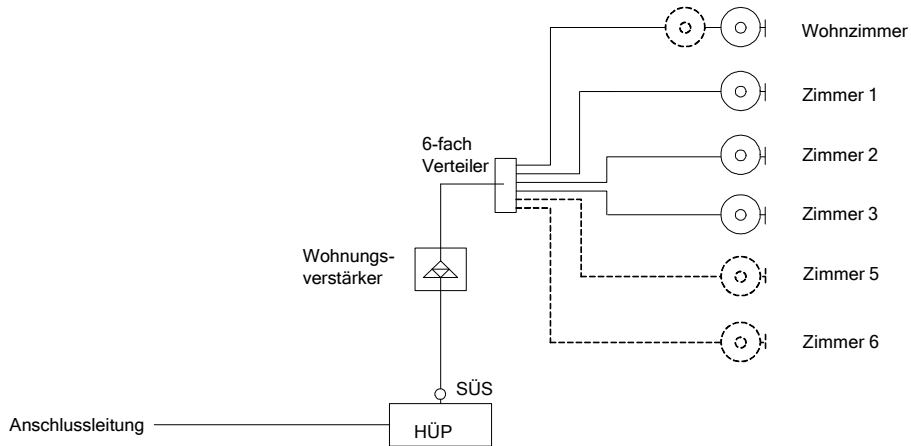 Wohnzimmer
Zimmer 1
6-fach
Verteiler
Zimmer 2
Zimmer 3
Wohnungs-
verstärker
Zimmer 5
Zimmer 6
SÜS
Anschlussleitung
HÜP